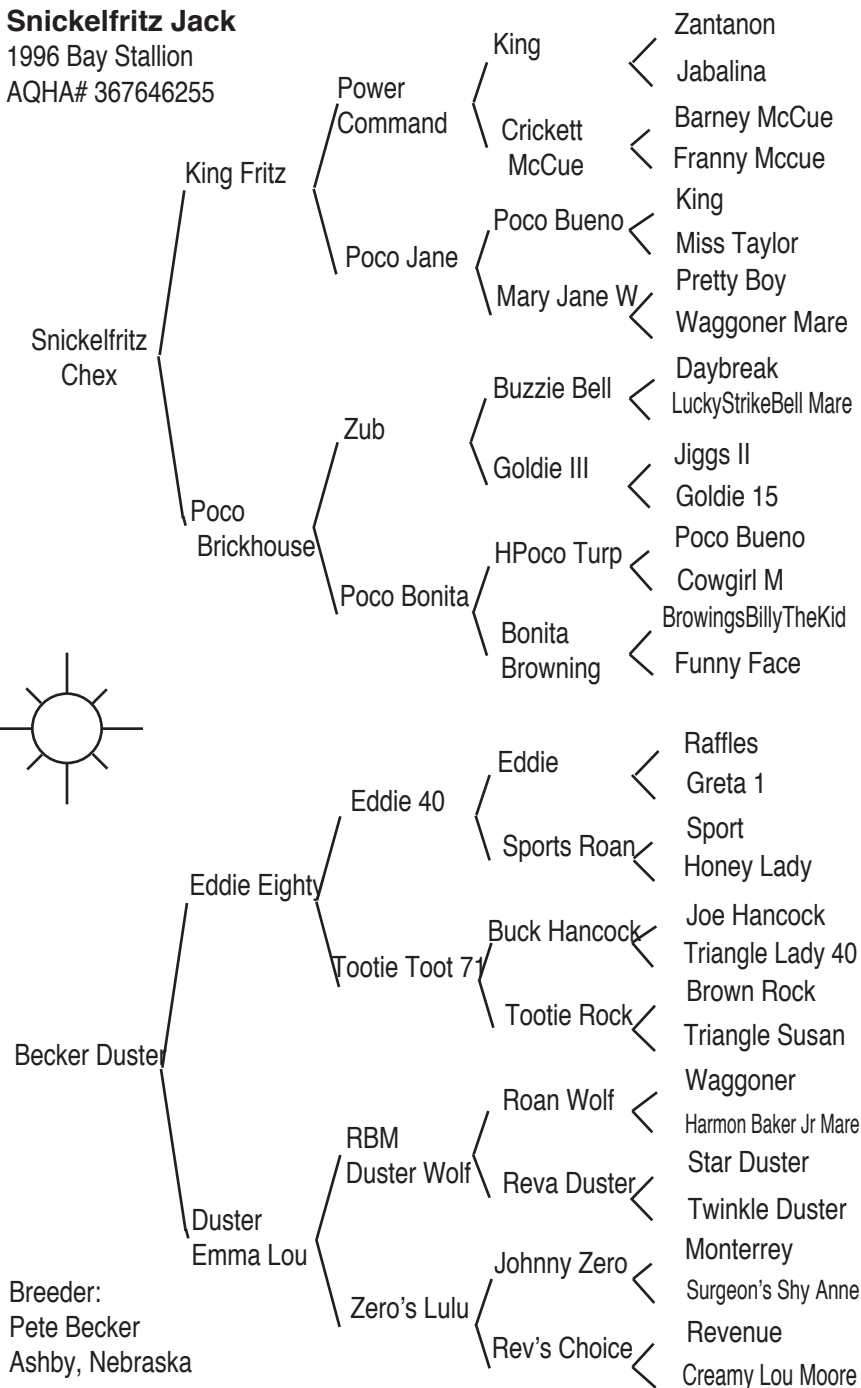 Snickelfritz Jack
1996 Bay Stallion
AQHA# 367646255
Snickelfritz
Chex
King Fritz
Power
Command
King
Zantanon
Jabalina
Crickett
McCue
Barney McCue
Franny Mccue
Poco Jane
Poco Bueno
King
Miss Taylor
Mary Jane W
Pretty Boy
Waggoner Mare
Poco
Brickhouse
Zub
Buzzie Bell
Daybreak
LuckyStrikeBell Mare
Goldie III
Jiggs II
Goldie 15
Poco Bonita
HPoco Turp
Poco Bueno
Cowgirl M
Bonita
Browning
BrowingsBillyTheKid
Funny Face
Becker Duster
Eddie Eighty
Eddie 40
Eddie
Raffles
Greta 1
Sports Roan
Sport
Honey Lady
Tootie Toot 71
Buck Hancock
Joe Hancock
Triangle Lady 40
Tootie Rock
Brown Rock
Triangle Susan
Duster
Emma Lou
RBM
Duster Wolf
Roan Wolf
Waggoner
Harmon Baker Jr Mare
Reva Duster
Star Duster
Twinkle Duster
Zero's Lulu
Johnny Zero
Monterrey
Surgeon's Shy Anne
Rev's Choice
Revenue
Creamy Lou Moore
Breeder:
Pete Becker
Ashby, Nebraska